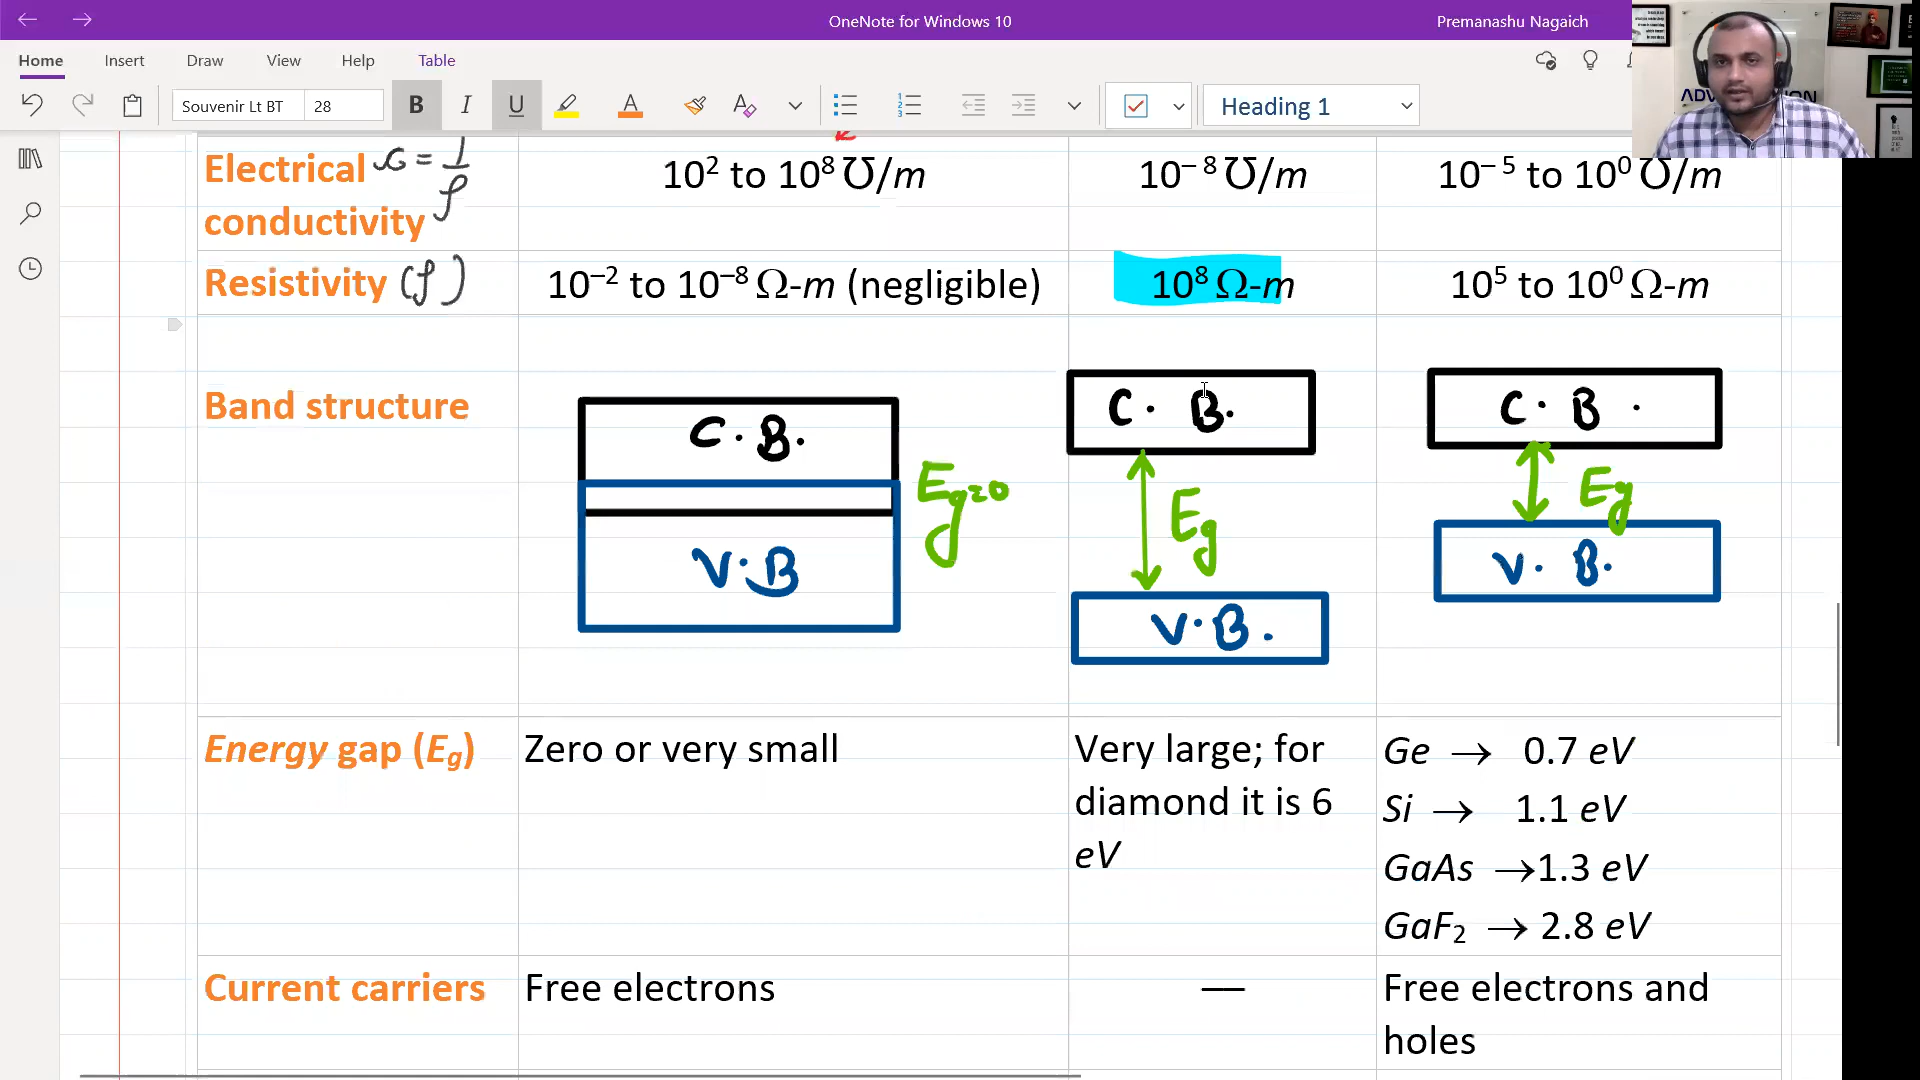 OneNote for Windows 10
Premanashu Nagaich
Home Insert Draw View Help Table
Souvenir Lt BT 28 B I U A A Heading 1
Electrical σ = 1/ρ
conductivity
10² to 10⁸ ℧/m
10⁻⁸ ℧/m
10⁻⁵ to 10⁰ ℧/m
Resistivity (ρ)
10⁻² to 10⁻⁸ Ω-m (negligible)
10⁸ Ω-m
10⁵ to 10⁰ Ω-m
Band structure
C.B.
V.B
Eg=0
C.B.
Eg
V.B.
C.B.
Eg
V.B.
Energy gap (Eg)
Zero or very small
Very large; for
diamond it is 6
eV
Ge → 0.7 eV
Si → 1.1 eV
GaAs →1.3 eV
GaF₂ → 2.8 eV
Current carriers
Free electrons
—
Free electrons and
holes